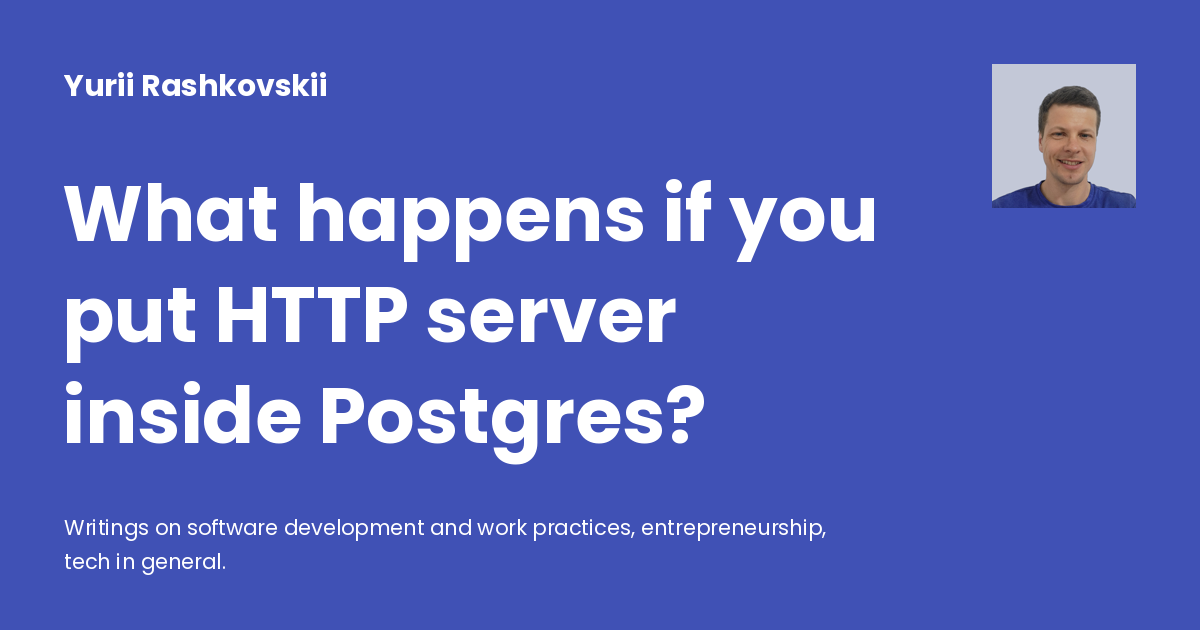 Yurii Rashkovskii
What happens if you
put HTTP server
inside Postgres?
Writings on software development and work practices, entrepreneurship,
tech in general.